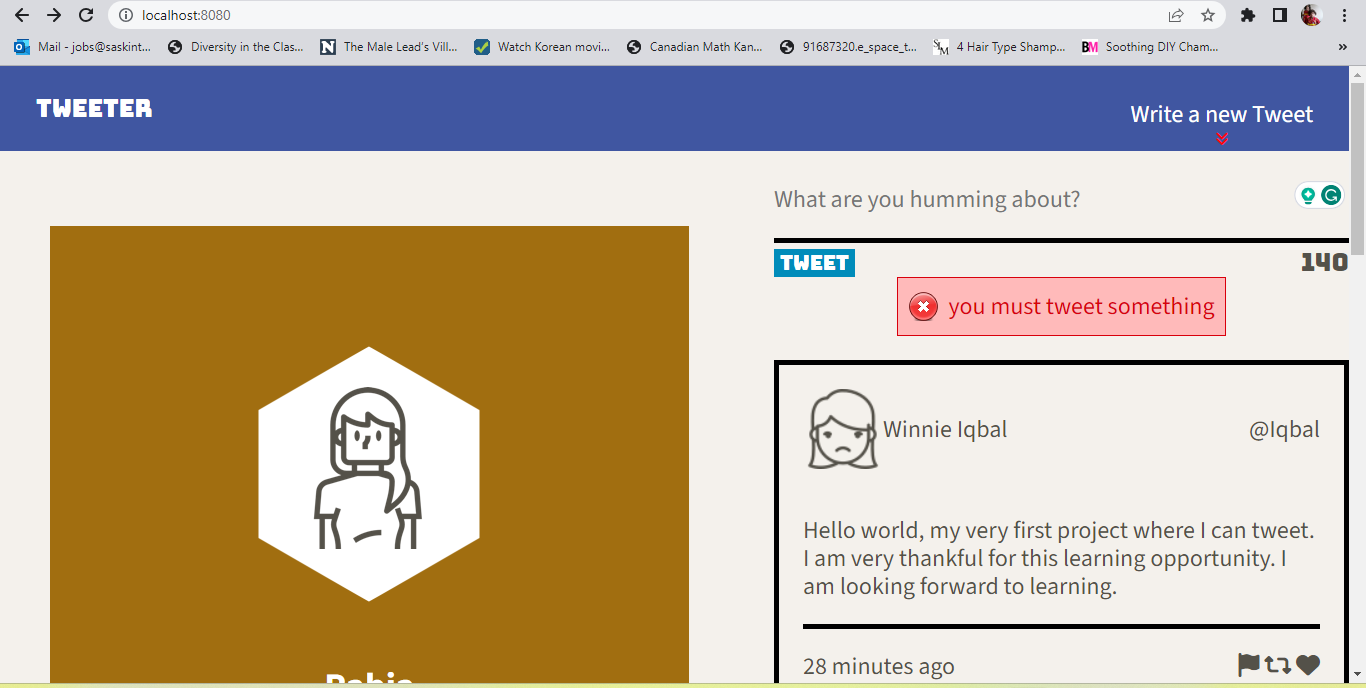 localhost:8080
Mail - jobs@saskint... Diversity in the Clas... The Male Lead's Vill... Watch Korean movi... Canadian Math Kan... 91687320.e_space_t... 4 Hair Type Shamp... BM Soothing DIY Cham... »
TWEETER
Write a new Tweet
What are you humming about?
TWEET 140
you must tweet something
Winnie Iqbal @Iqbal
Hello world, my very first project where I can tweet.
I am very thankful for this learning opportunity. I
am looking forward to learning.
28 minutes ago